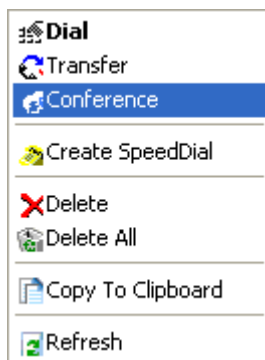 Dial
Transfer
Conference
Create SpeedDial
Delete
Delete All
Copy To Clipboard
Refresh